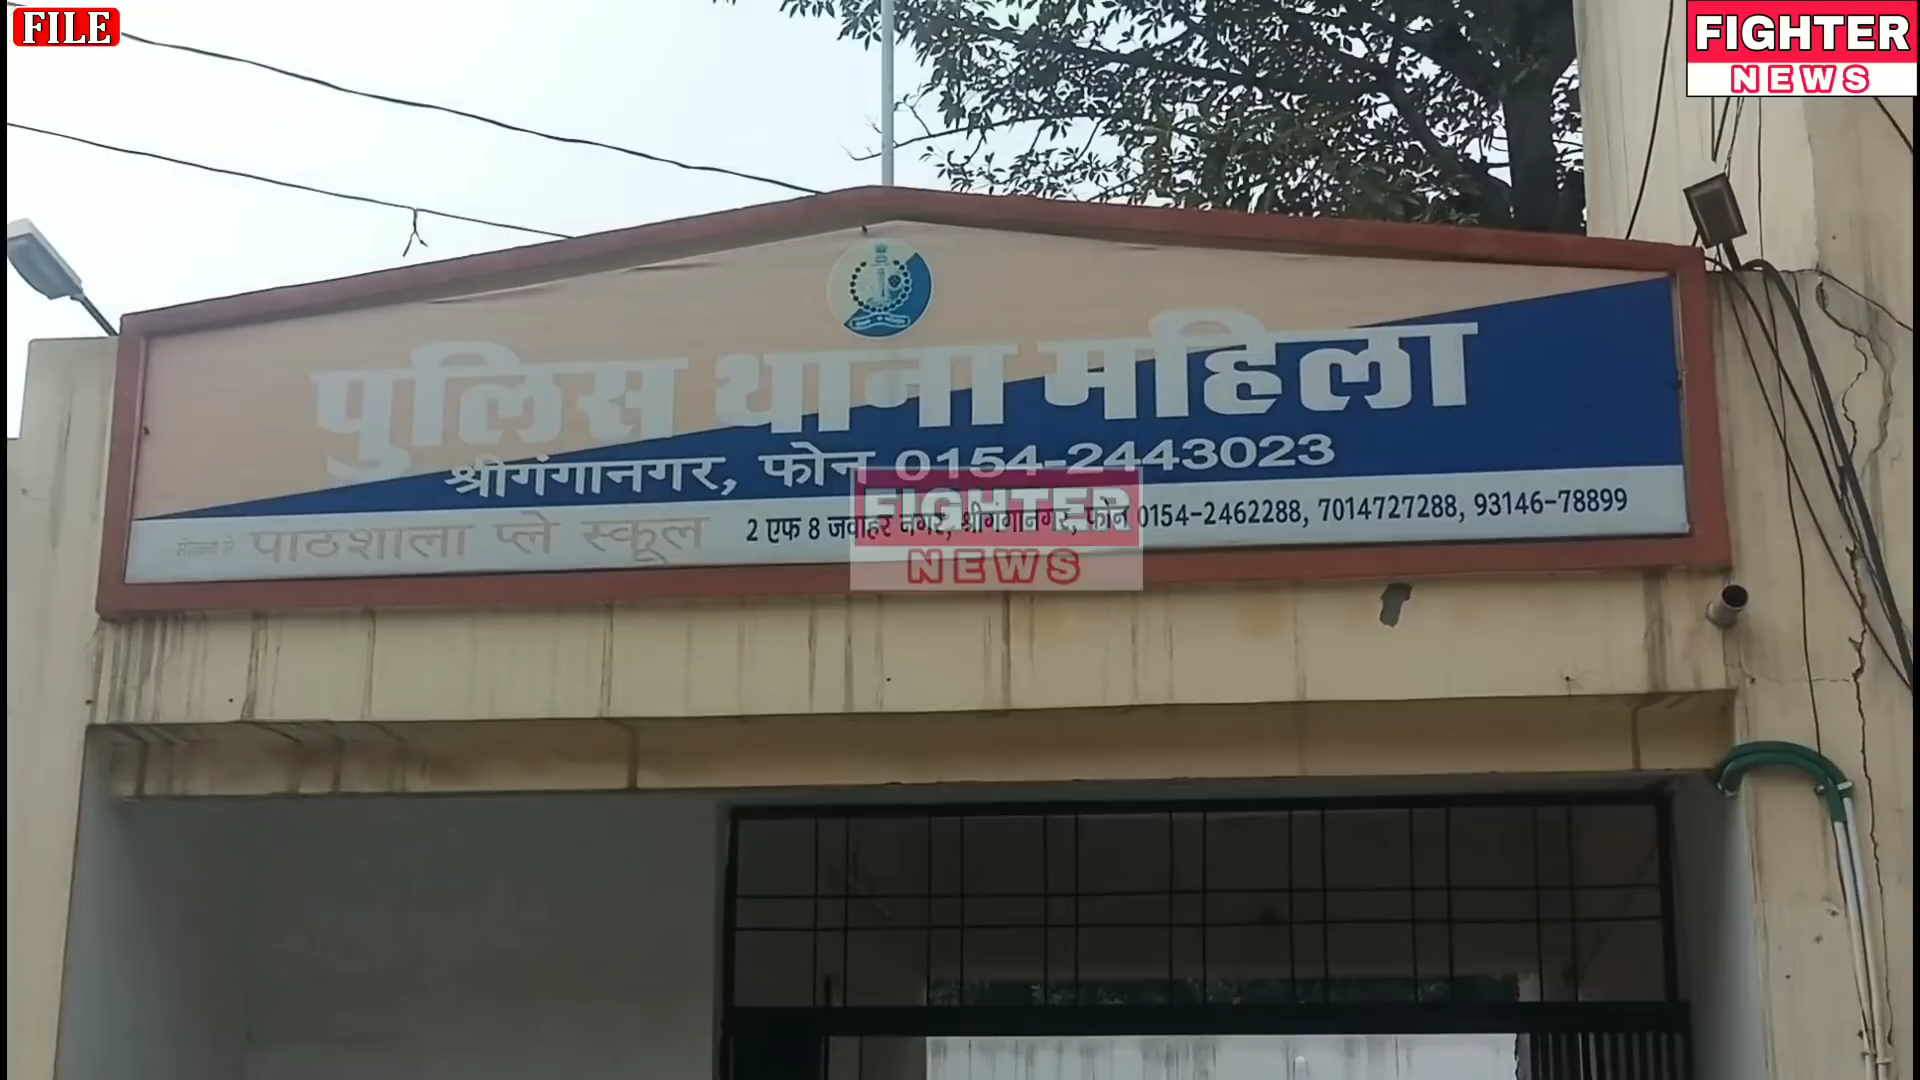 FILE
FIGHTER
NEWS
पुलिस थाना महिला
श्रीगंगानगर, फोन 0154-2443023
सौजन्य से पाठशाला प्ले स्कूल 2 एफ 8 जवाहर नगर, श्रीगंगानगर, फोन 0154-2462288, 7014727288, 93146-78899
FIGHTER
NEWS